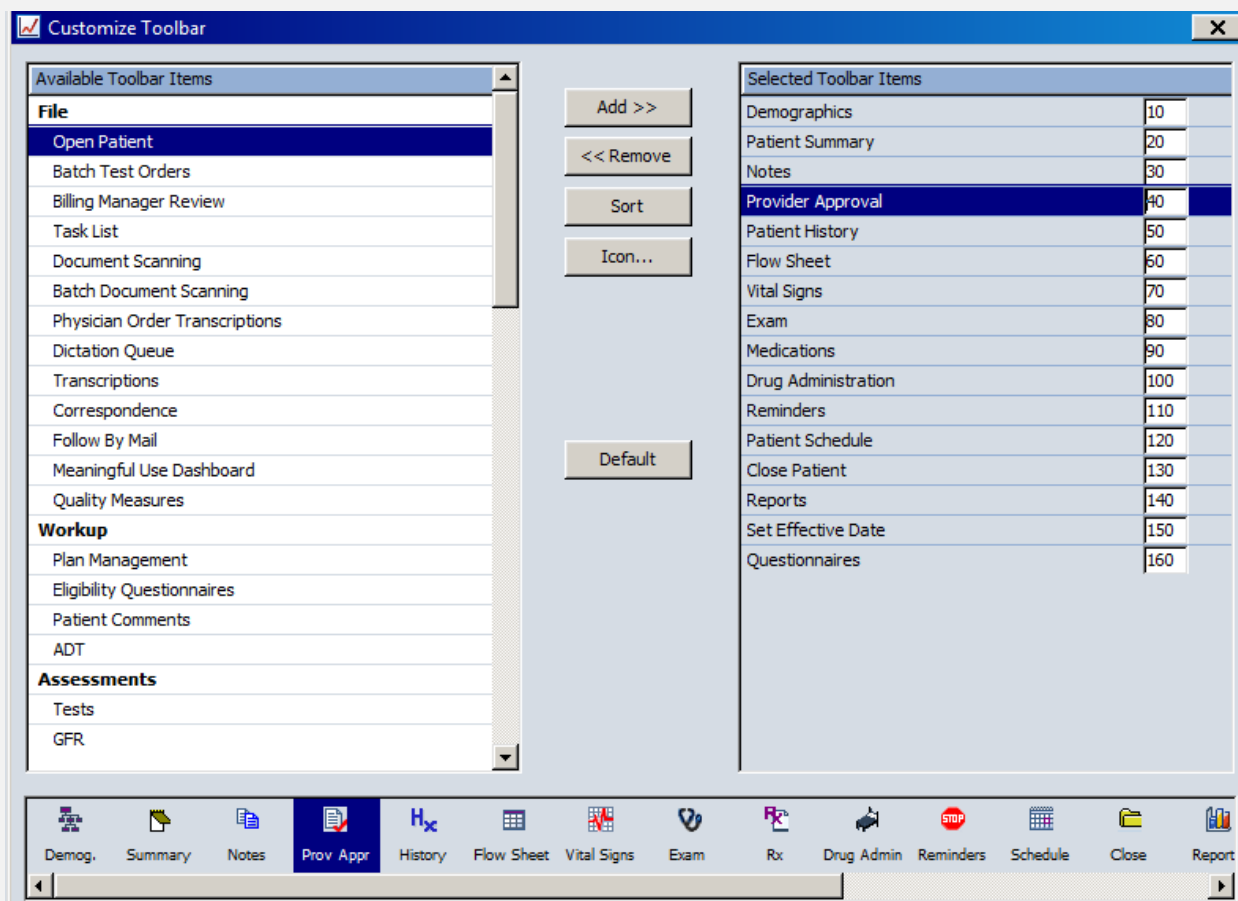 Customize Toolbar
Available Toolbar Items
File
Open Patient
Batch Test Orders
Billing Manager Review
Task List
Document Scanning
Batch Document Scanning
Physician Order Transcriptions
Dictation Queue
Transcriptions
Correspondence
Follow By Mail
Meaningful Use Dashboard
Quality Measures
Workup
Plan Management
Eligibility Questionnaires
Patient Comments
ADT
Assessments
Tests
GFR
Add >>
<< Remove
Sort
Icon...
Default
Selected Toolbar Items
Demographics 10
Patient Summary 20
Notes 30
Provider Approval 40
Patient History 50
Flow Sheet 60
Vital Signs 70
Exam 80
Medications 90
Drug Administration 100
Reminders 110
Patient Schedule 120
Close Patient 130
Reports 140
Set Effective Date 150
Questionnaires 160
Hx Rx STOP
Demog. Summary Notes Prov Appr History Flow Sheet Vital Signs Exam Rx Drug Admin Reminders Schedule Close Report